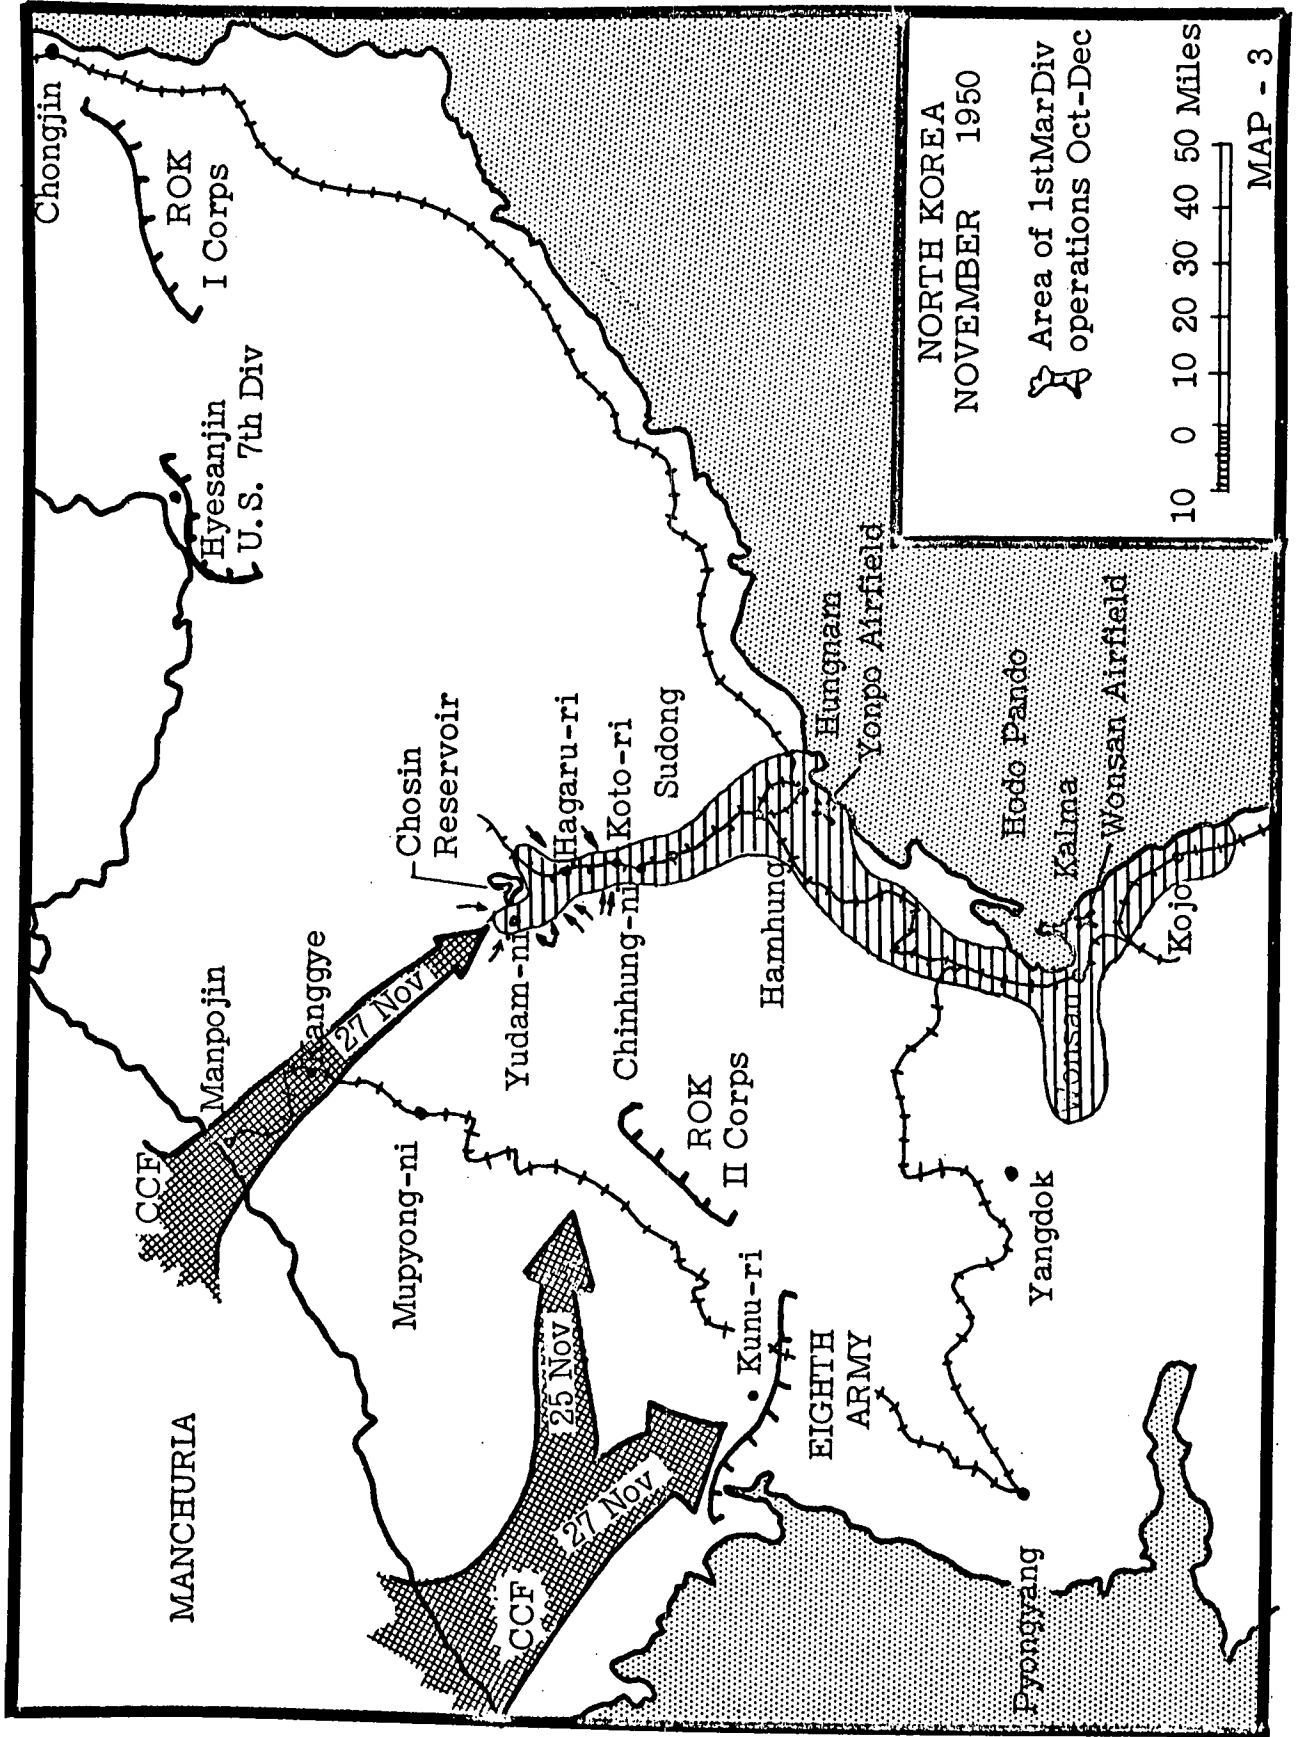 MANCHURIA
CCF
Manpojin
Kanggye
27 Nov
Mupyong-ni
CCF
25 Nov
27 Nov
Hyesanjin
U.S. 7th Div
Chongjin
ROK
I Corps
Chosin
Reservoir
Yudam-ni
Hagaru-ri
Koto-ri
Chinhung-ni
Sudong
ROK
II Corps
Kunu-ri
EIGHTH
ARMY
Hamhung
Hungnam
Yonpo Airfield
Yangdok
Pyongyang
Wonsan
Hodo Pando
Kalma
Wonsan Airfield
Kojo
NORTH KOREA
NOVEMBER 1950
Area of 1stMarDiv
operations Oct-Dec
10 0 10 20 30 40 50 Miles
MAP - 3